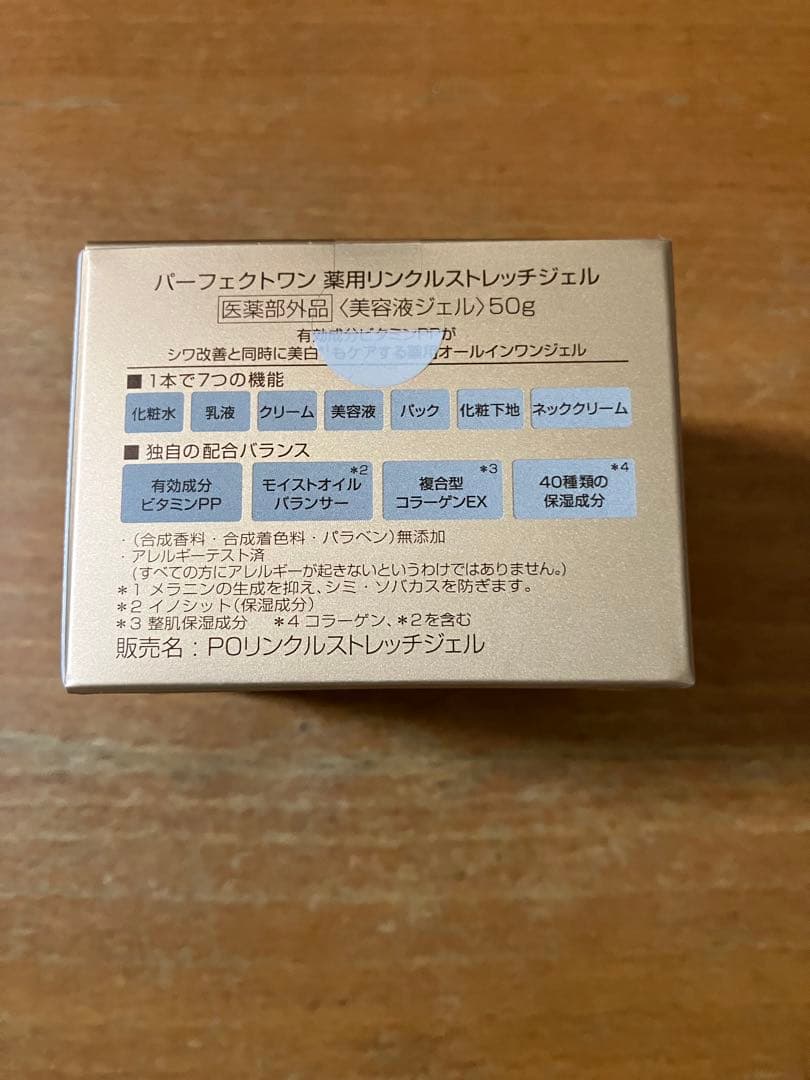 パーフェクトワン 薬用リンクルストレッチジェル
医薬部外品〈美容液ジェル〉50g
有効成分ビタミンPPが
シワ改善と同時に美白*1もケアする薬用オールインワンジェル
■ 1本で7つの機能
化粧水 乳液 クリーム 美容液 パック 化粧下地 ネッククリーム
■ 独自の配合バランス
有効成分
ビタミンPP
モイストオイル*2
バランサー
複合型*3
コラーゲンEX
40種類の*4
保湿成分
・(合成香料・合成着色料・パラベン)無添加
・アレルギーテスト済
(すべての方にアレルギーが起きないというわけではありません。)
*1 メラニンの生成を抑え、シミ・ソバカスを防ぎます。
*2 イノシット(保湿成分)
*3 整肌保湿成分 *4 コラーゲン、*2を含む
販売名：POリンクルストレッチジェル